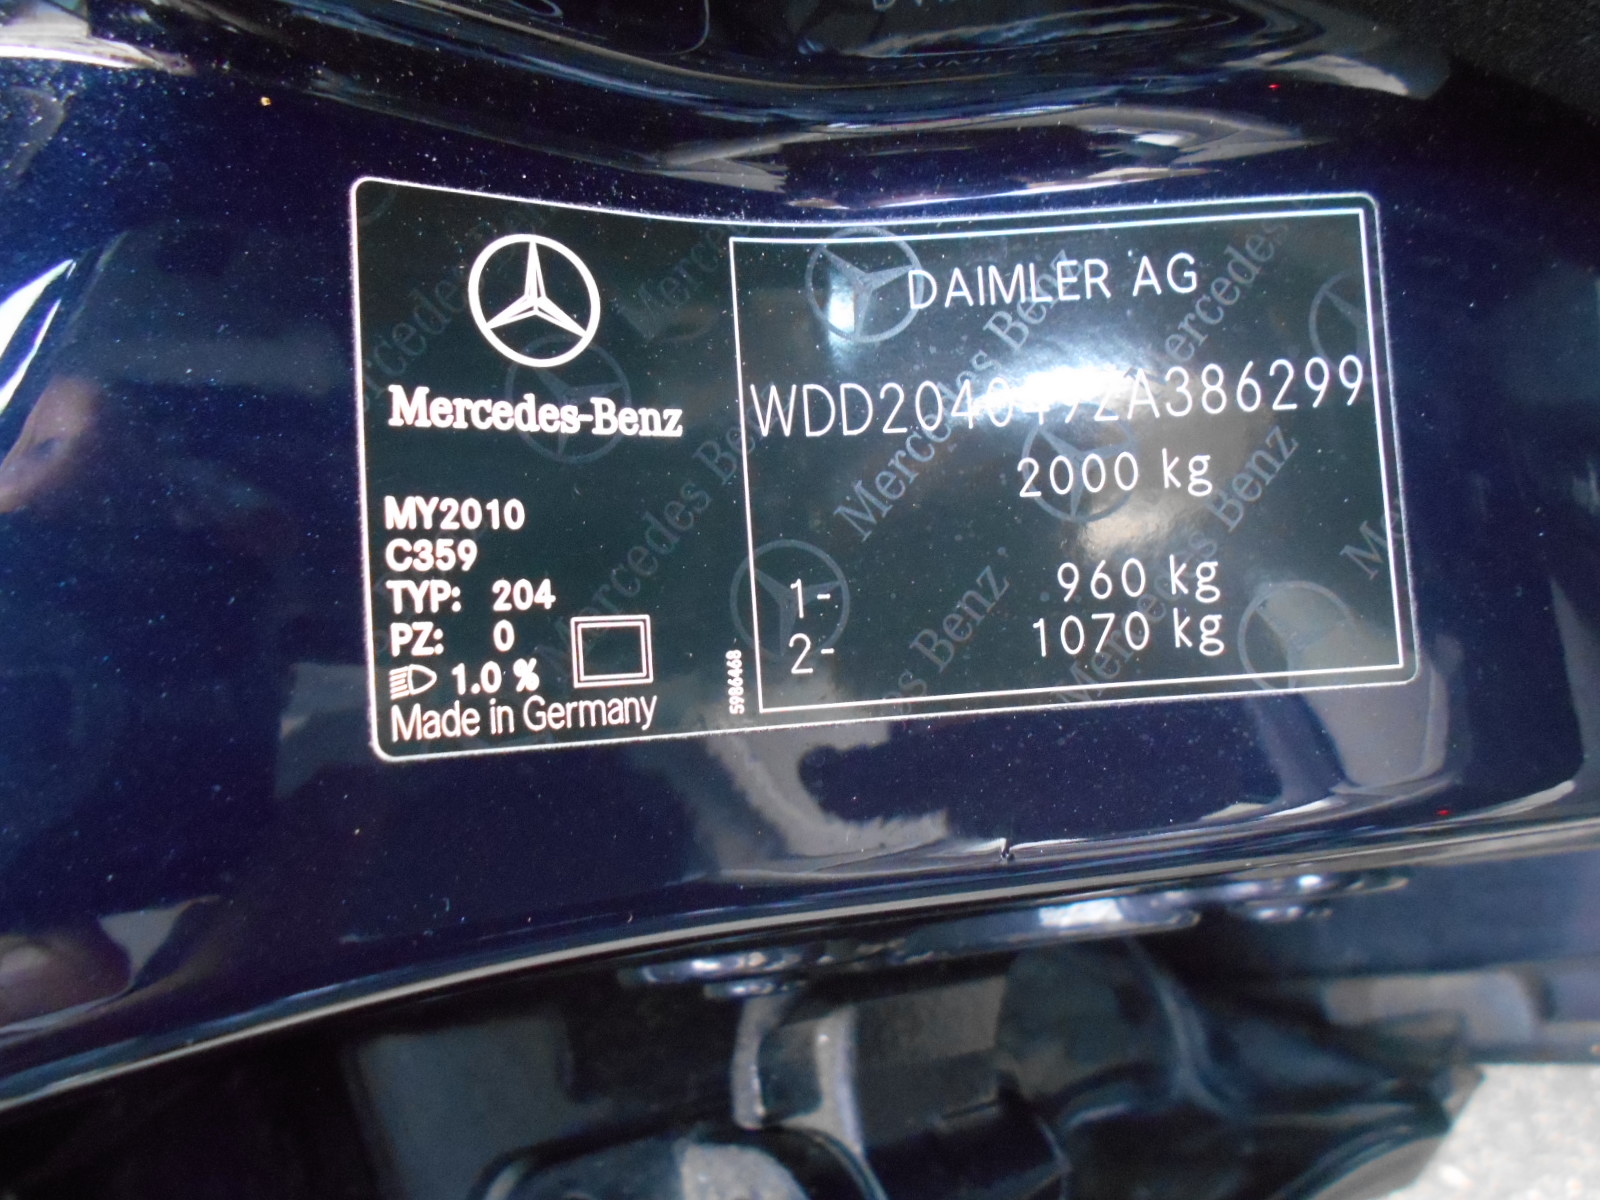 Mercedes-Benz
MY2010
C359
TYP: 204
PZ: 0
1.0 %
Made in Germany
5986468
DAIMLER AG
WDD2040492A386299
2000 kg
1- 960 kg
2- 1070 kg